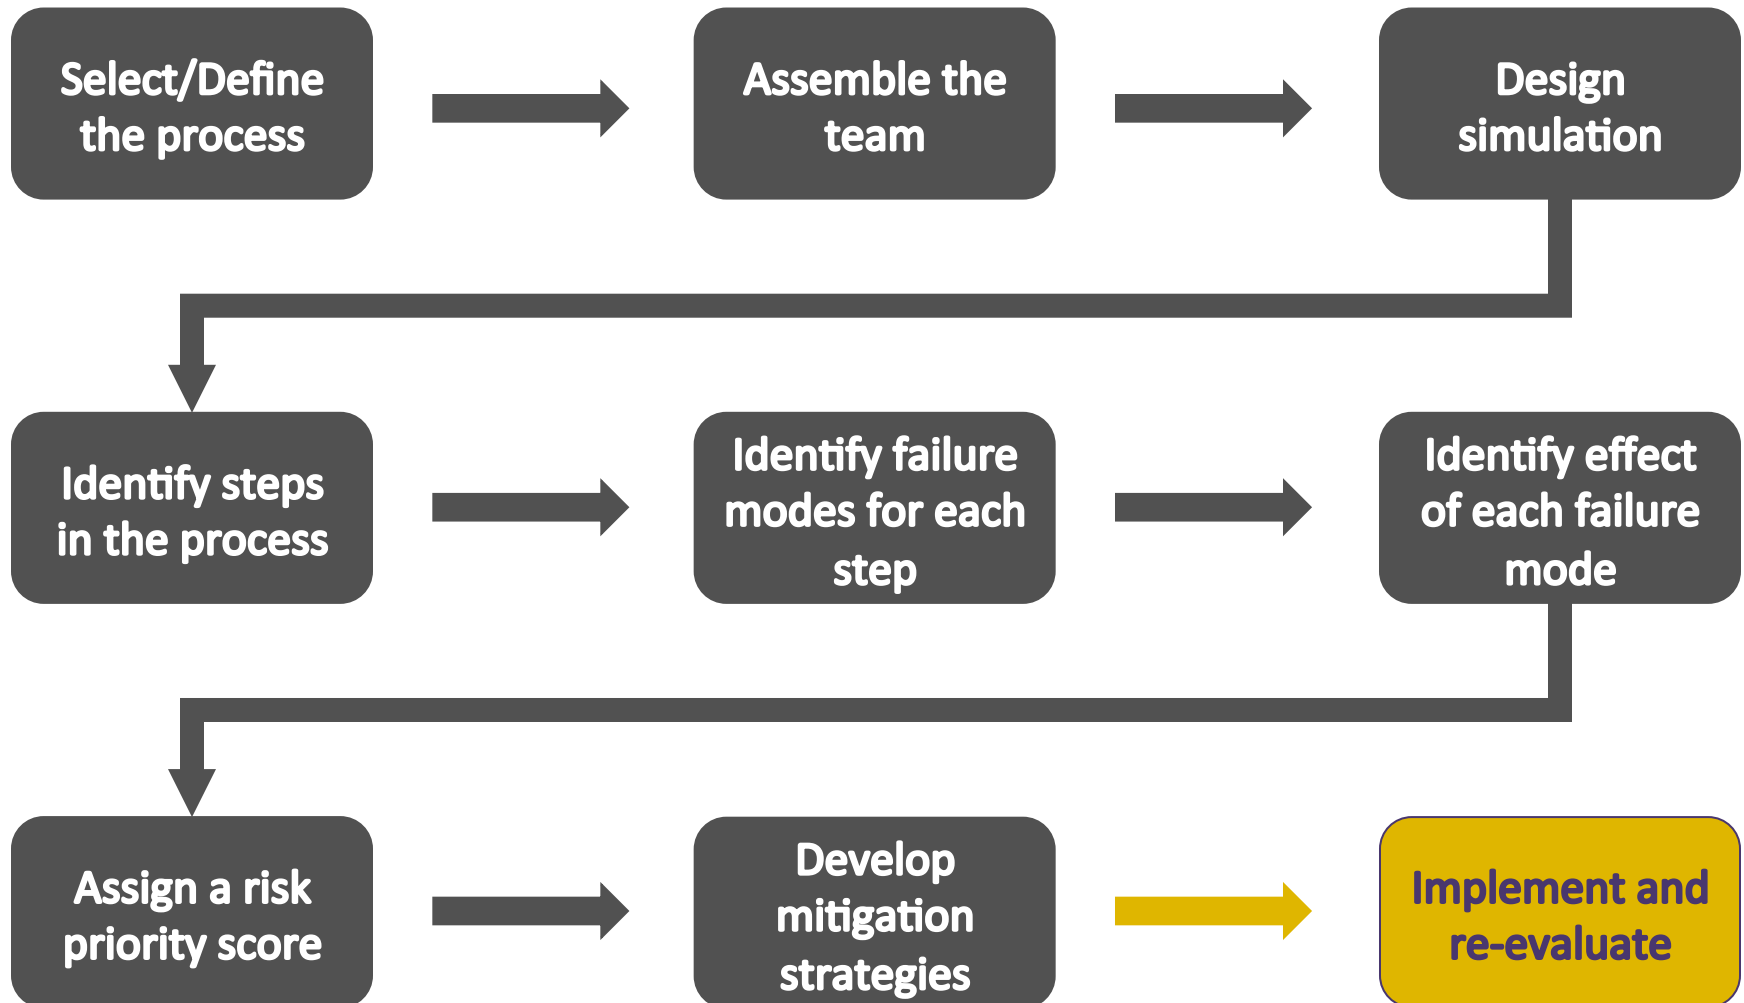 Select/Define
the process
Assemble the
team
Design
simulation
Identify steps
in the process
Identify failure
modes for each
step
Identify effect
of each failure
mode
Assign a risk
priority score
Develop
mitigation
strategies
Implement and
re-evaluate